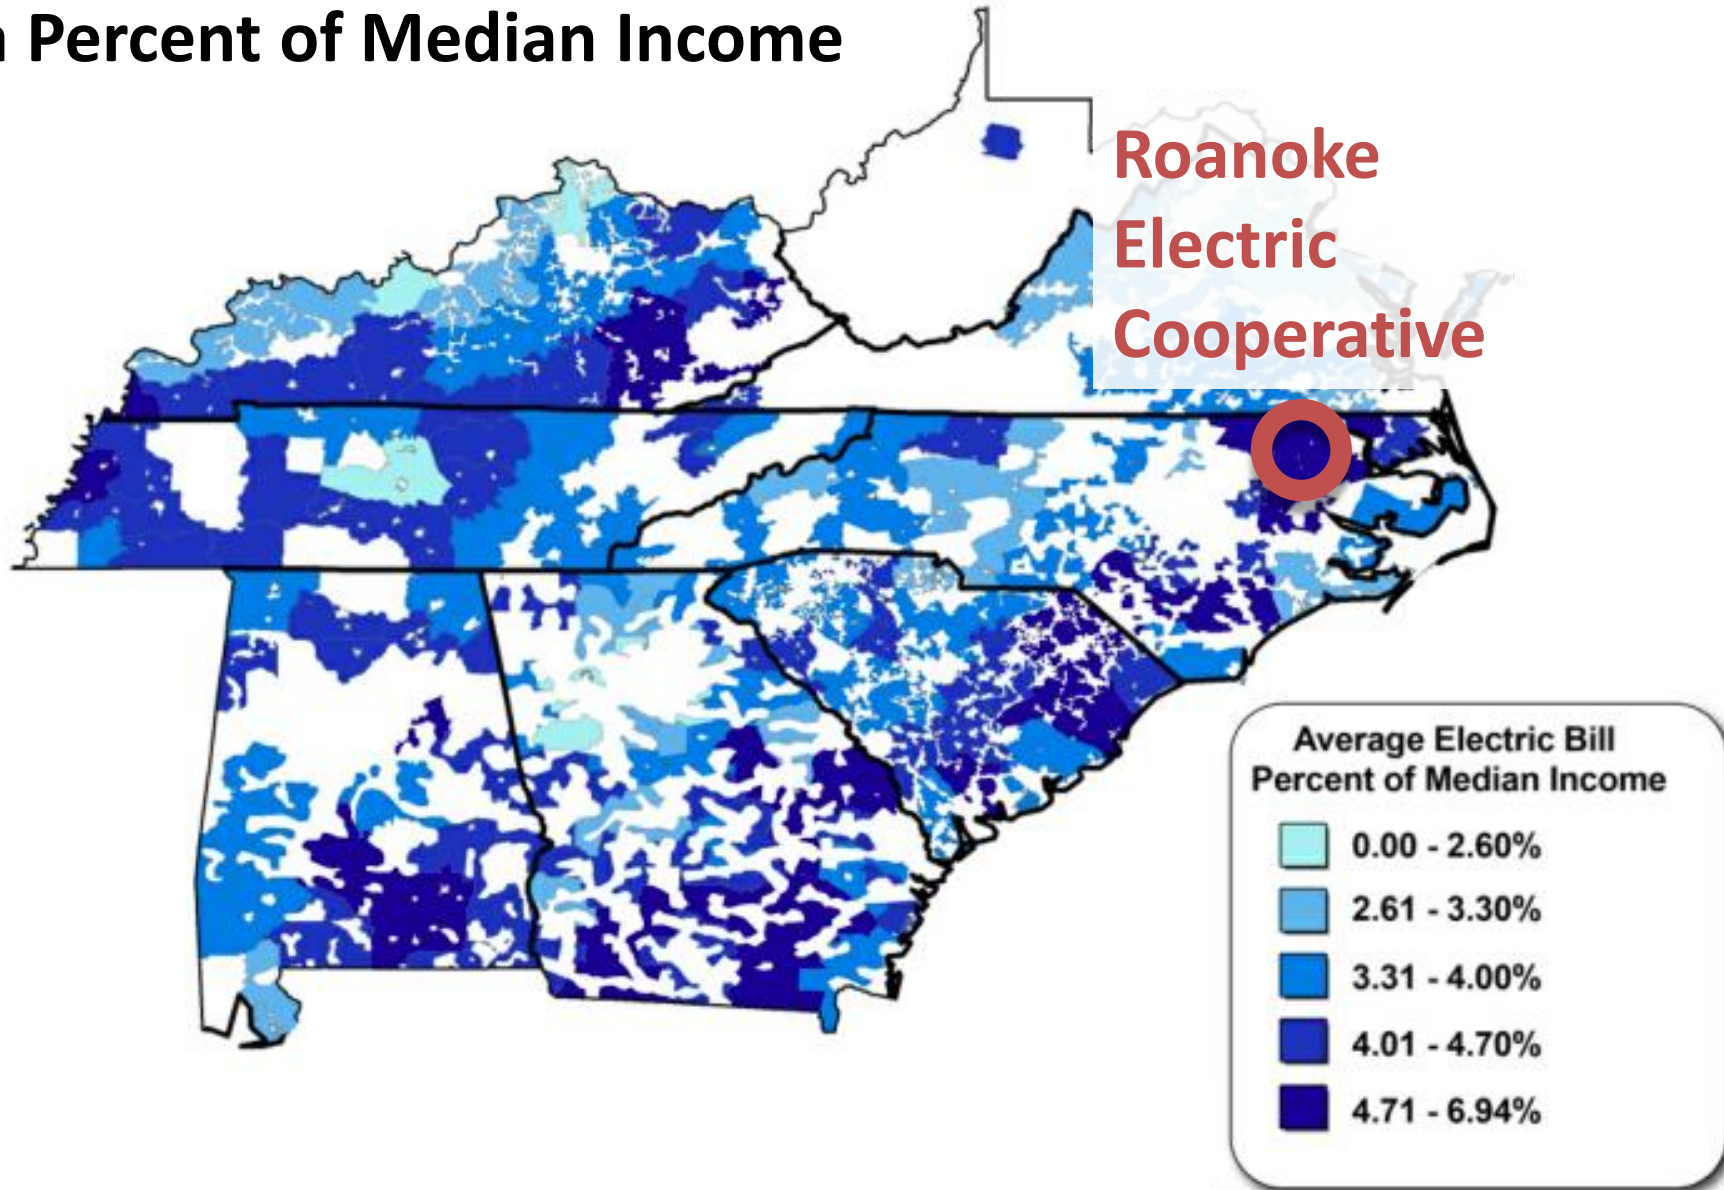 Percent of Median Income
Roanoke
Electric
Cooperative
Average Electric Bill
Percent of Median Income
0.00 - 2.60%
2.61 - 3.30%
3.31 - 4.00%
4.01 - 4.70%
4.71 - 6.94%